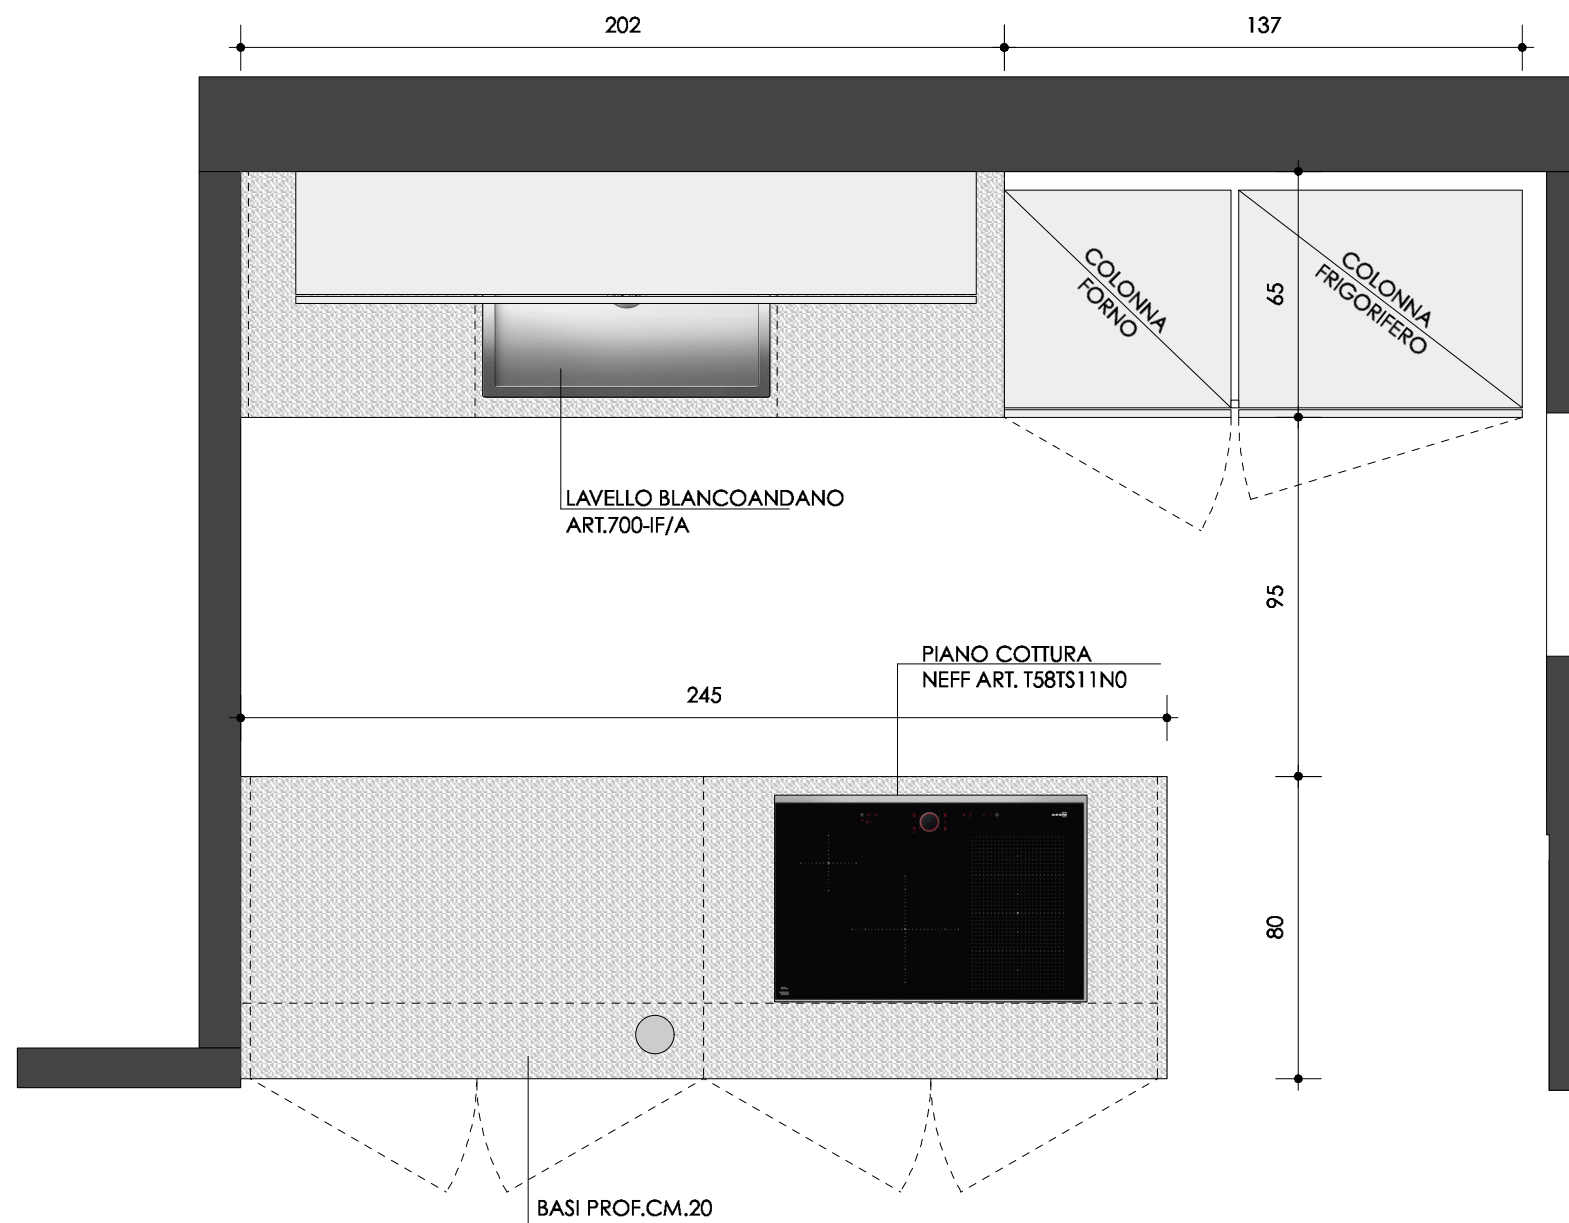 202
137
COLONNA
FORNO
COLONNA
FRIGORIFERO
65
LAVELLO BLANCOANDANO
ART.700-IF/A
95
PIANO COTTURA
NEFF ART. T58TS11N0
245
80
BASI PROF.CM.20